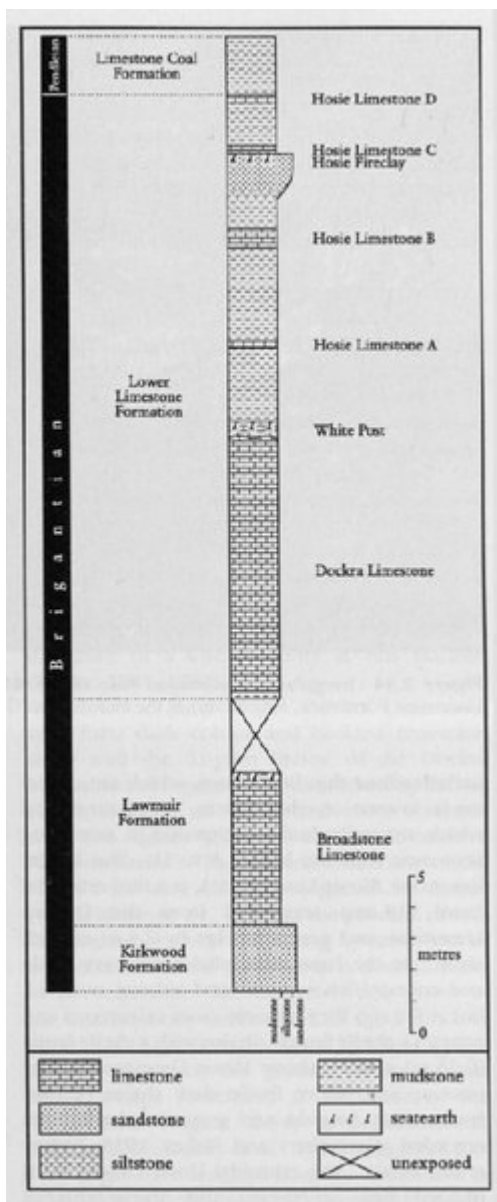 Pendleian
Limestone Coal
Formation
Hosie Limestone D
Hosie Limestone C
Hosie Fireclay
Hosie Limestone B
Hosie Limestone A
Lower
Limestone
Formation
White Post
Dockra Limestone
Brigantian
Lawmuir
Formation
Broadstone
Limestone
Kirkwood
Formation
5
metres
0
mudstone
siltstone
sandstone
limestone
mudstone
sandstone
seatearth
siltstone
unexposed